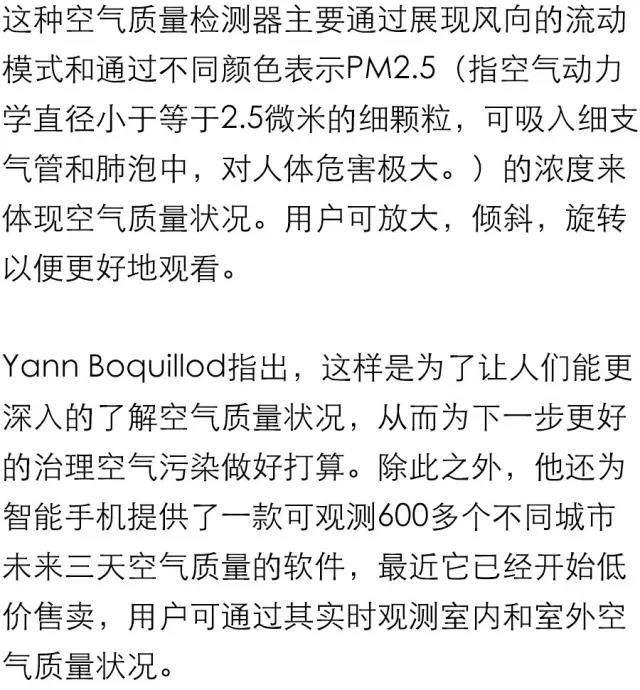 这种空气质量检测器主要通过展现风向的流动
模式和通过不同颜色表示PM2.5（指空气动力
学直径小于等于2.5微米的细颗粒，可吸入细支
气管和肺泡中，对人体危害极大。）的浓度来
体现空气质量状况。用户可放大，倾斜，旋转
以便更好地观看。
Yann Boquillod指出，这样是为了让人们能更
深入的了解空气质量状况，从而为下一步更好
的治理空气污染做好打算。除此之外，他还为
智能手机提供了一款可观测600多个不同城市
未来三天空气质量的软件，最近它已经开始低
价售卖，用户可通过其实时观测室内和室外空
气质量状况。